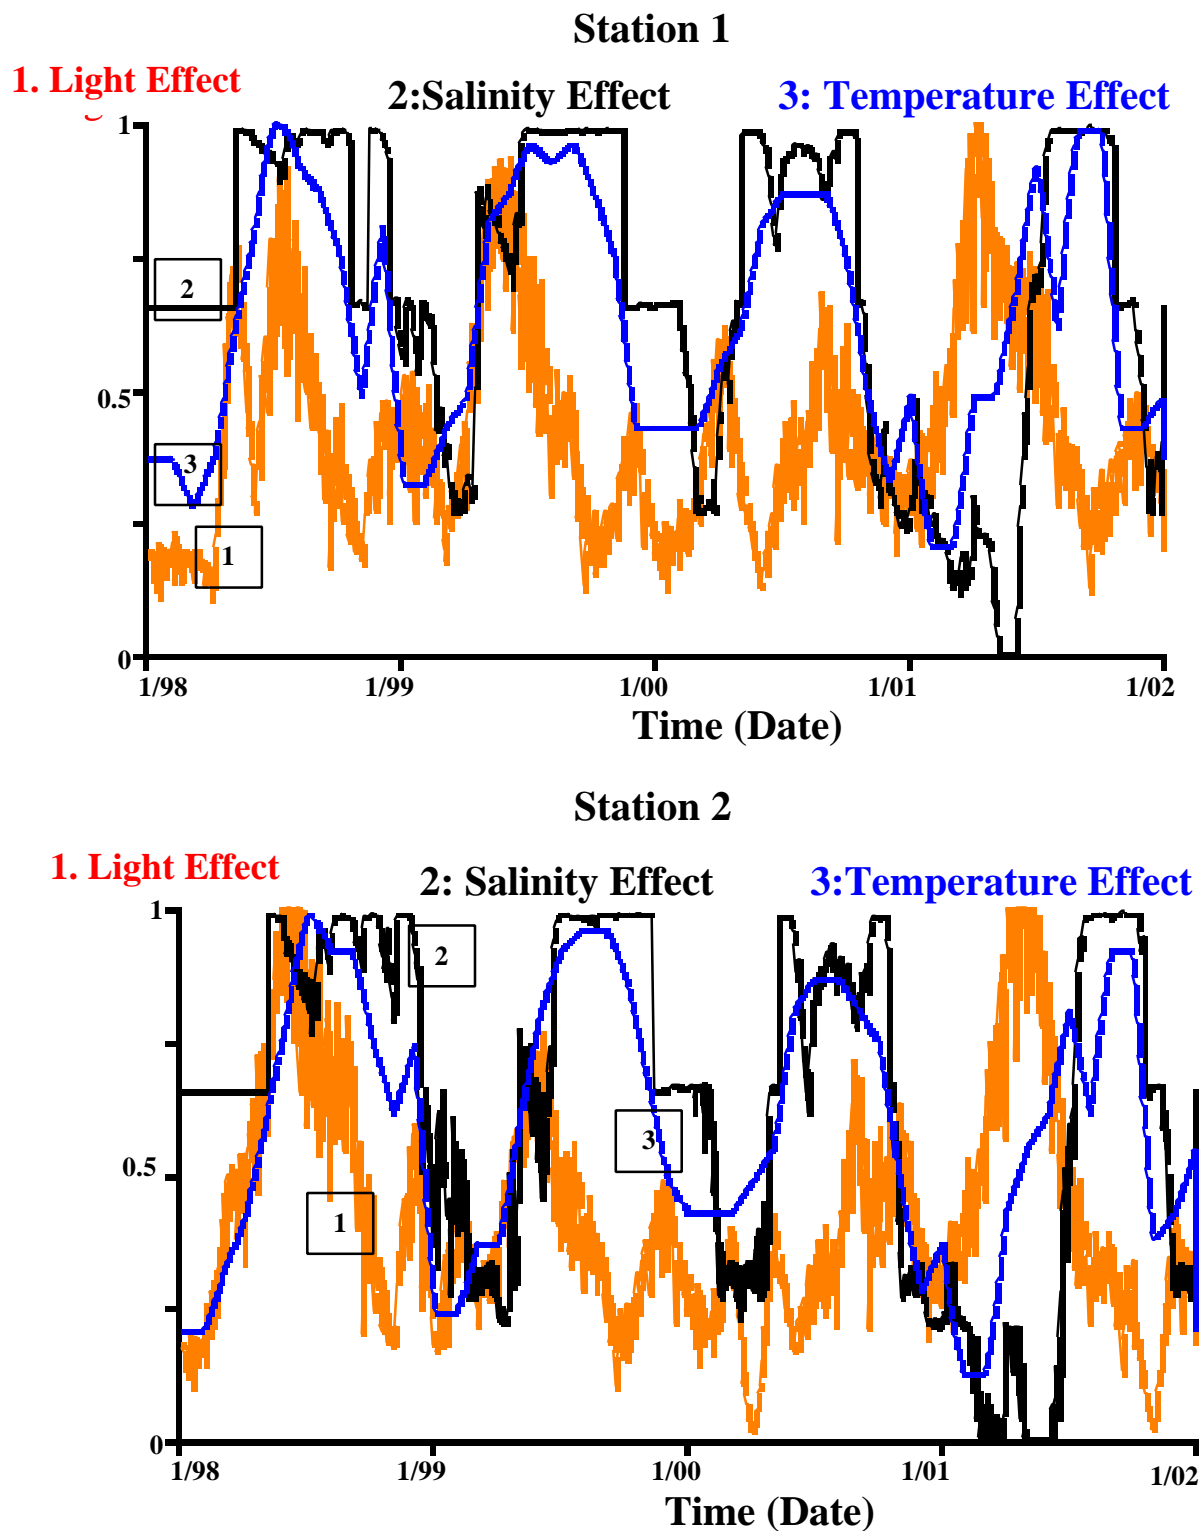 Station 1
1. Light Effect
2:Salinity Effect
3: Temperature Effect
1
2
0.5
3
1
0
1/98
1/99
1/00
1/01
1/02
Time (Date)
Station 2
1. Light Effect
2: Salinity Effect
3:Temperature Effect
1
2
3
0.5
1
0
1/98
1/99
1/00
1/01
1/02
Time (Date)